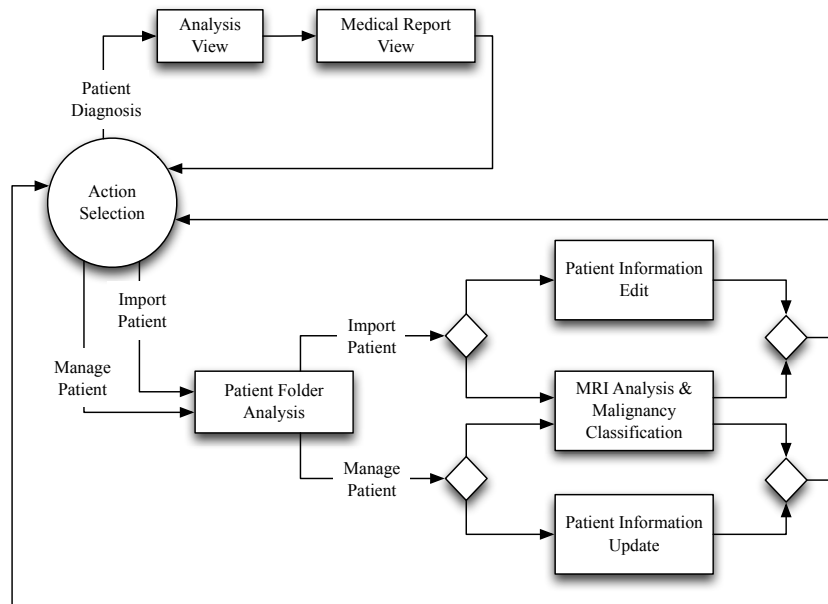 Analysis
View
Medical Report
View
Patient
Diagnosis
Action
Selection
Import
Patient
Manage
Patient
Patient Folder
Analysis
Import
Patient
Manage
Patient
Patient Information
Edit
MRI Analysis &
Malignancy
Classification
Patient Information
Update